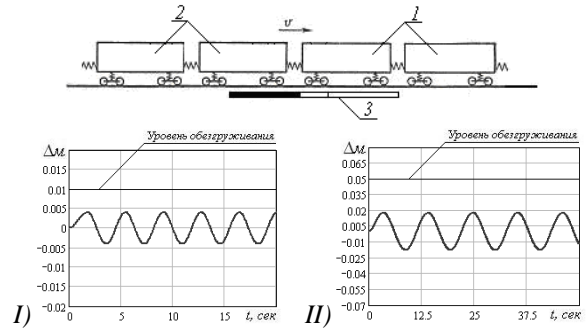 2 υ 1
3
Уровень обезгруживания
Уровень обезгруживания
Δм
0.015
0.01
0.005
0
−0.005
−0.01
−0.015
−0.02
0 5 10 15
t, сек
I)
Δм
0.065
0.05
0.035
0.02
0.005
−0.01
−0.025
−0.04
−0.055
−0.07
0 12.5 25 37.5
t, сек
II)